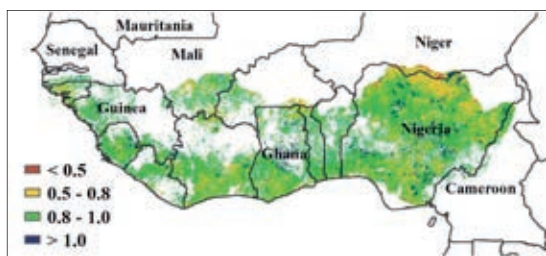 Mauritania
Senegal
Mali
Niger
Guinea
Nigeria
Ghana
Cameroon
< 0.5
0.5 - 0.8
0.8 - 1.0
> 1.0